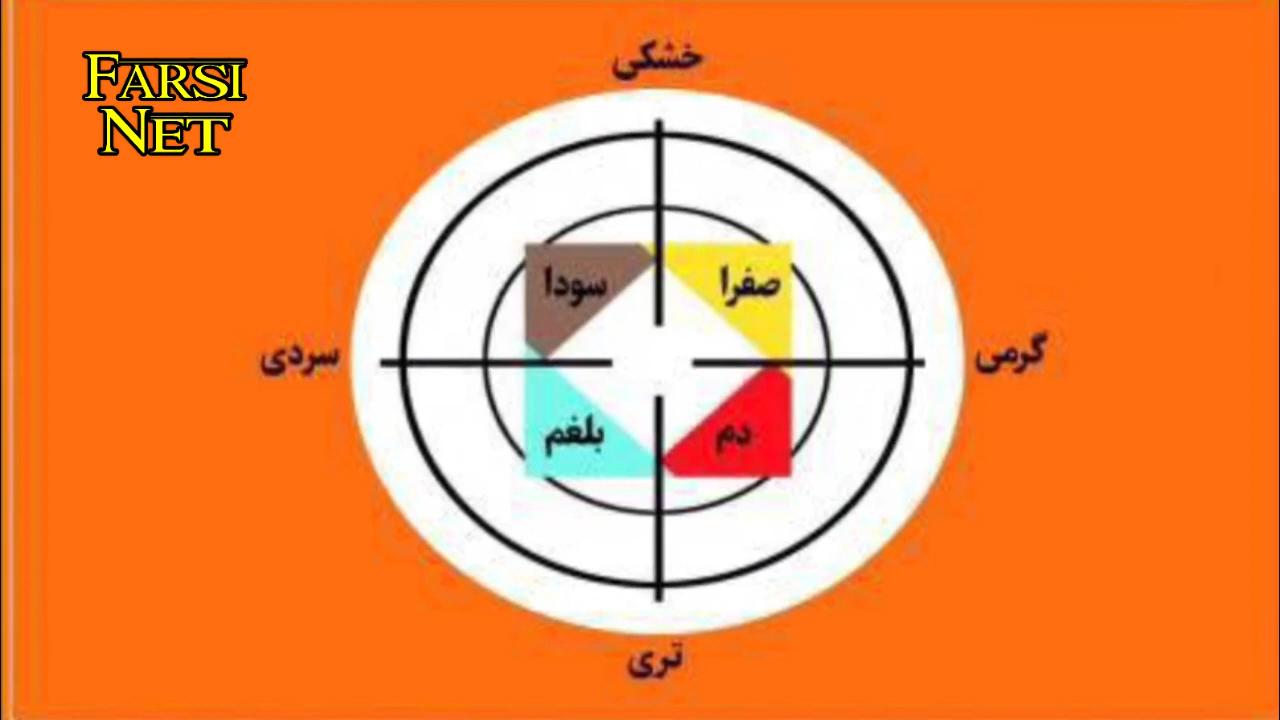 FARSI
NET
خشکی
صفرا
سودا
گرمی
سردی
دم
بلغم
تری